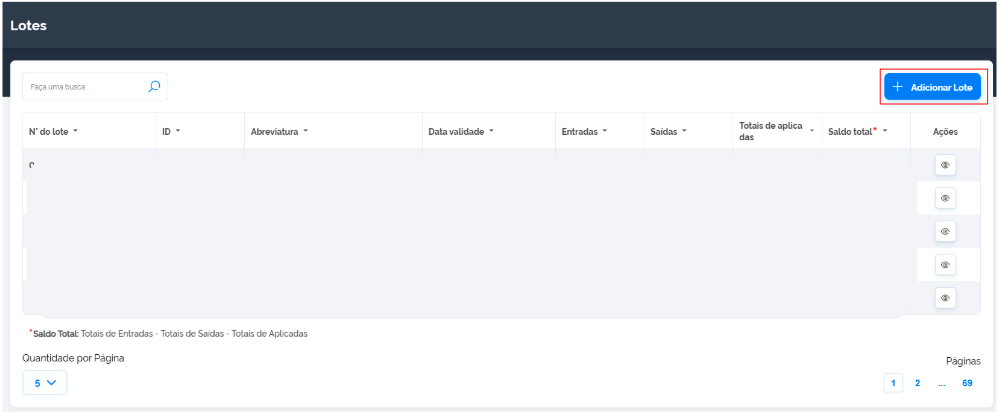 Lotes
Faça uma busca.
+ Adicionar Lote
N° do lote
ID
Abreviatura
Data validade
Entradas
Saídas
Totais de aplica
das
Saldo total*
Ações
*Saldo Total: Totais de Entradas - Totais de Saídas - Totais de Aplicadas
Quantidade por Página
Páginas
5
1 2 ... 69